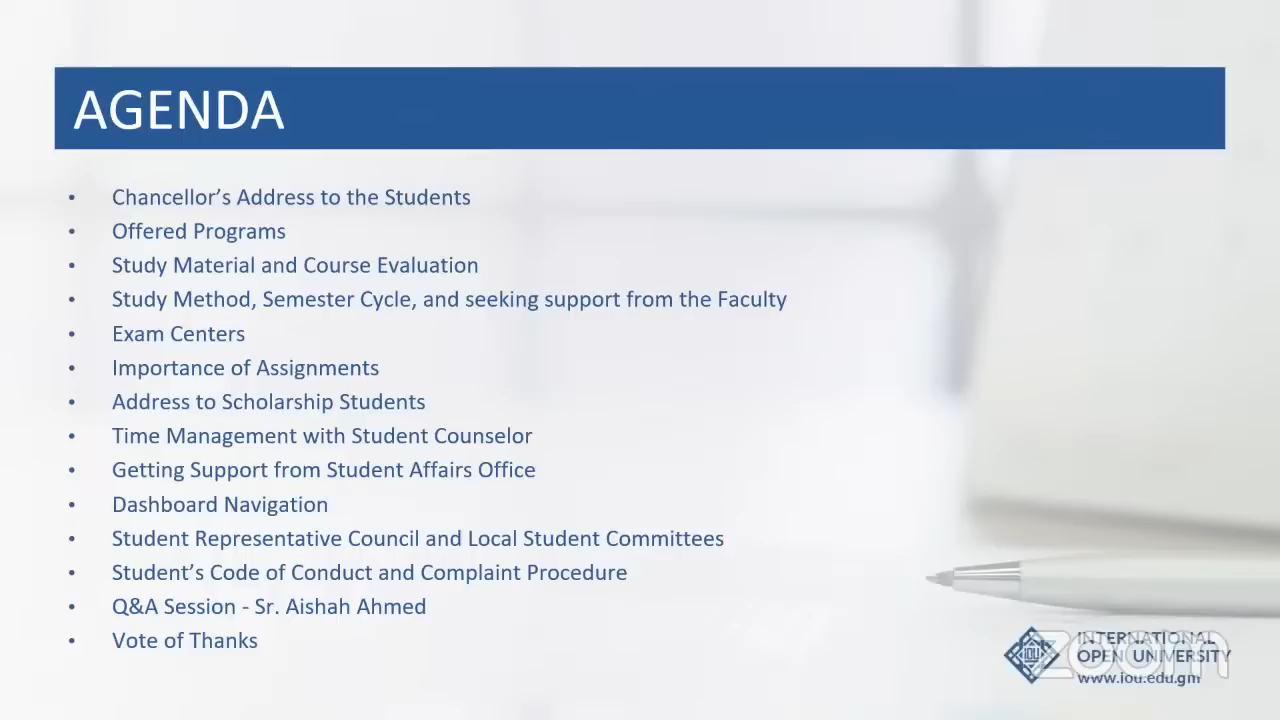 AGENDA
• Chancellor’s Address to the Students
• Offered Programs
• Study Material and Course Evaluation
• Study Method, Semester Cycle, and seeking support from the Faculty
• Exam Centers
• Importance of Assignments
• Address to Scholarship Students
• Time Management with Student Counselor
• Getting Support from Student Affairs Office
• Dashboard Navigation
• Student Representative Council and Local Student Committees
• Student’s Code of Conduct and Complaint Procedure
• Q&A Session - Sr. Aishah Ahmed
• Vote of Thanks
IOU
INTERNATIONAL
OPEN UNIVERSITY
www.iou.edu.gm
zoom